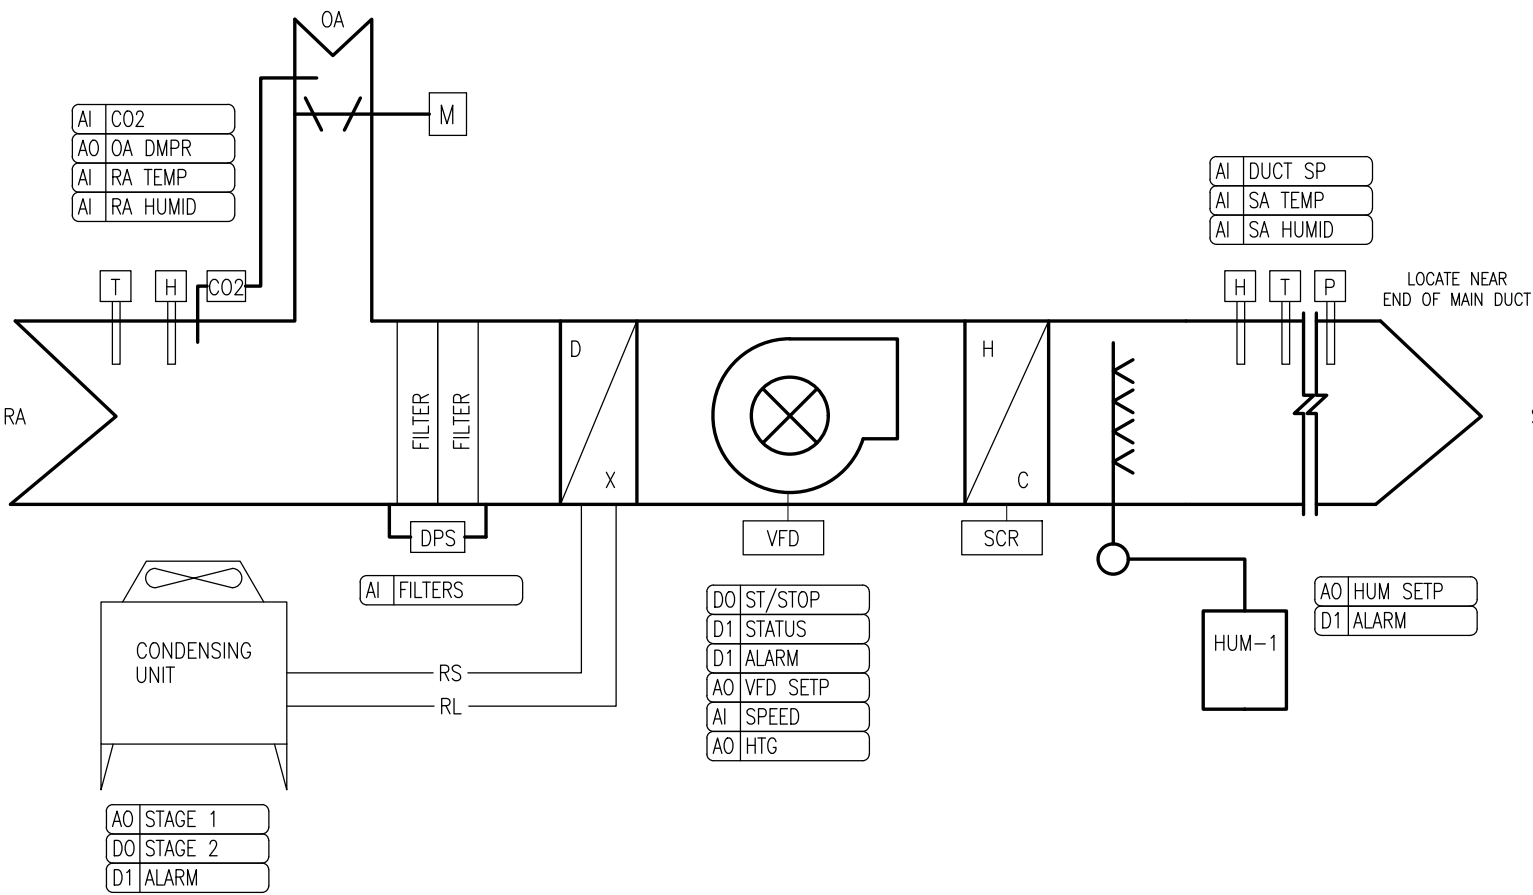 OA
M
AI CO2
AO OA DMPR
AI RA TEMP
AI RA HUMID
AI DUCT SP
AI SA TEMP
AI SA HUMID
T
H
CO2
H
T
P
LOCATE NEAR
END OF MAIN DUCT
RA
FILTER
FILTER
D
X
H
C
DPS
VFD
SCR
AI FILTERS
CONDENSING
UNIT
RS
RL
DO ST/STOP
D1 STATUS
D1 ALARM
AO VFD SETP
AI SPEED
AO HTG
HUM-1
AO HUM SETP
D1 ALARM
AO STAGE 1
DO STAGE 2
D1 ALARM